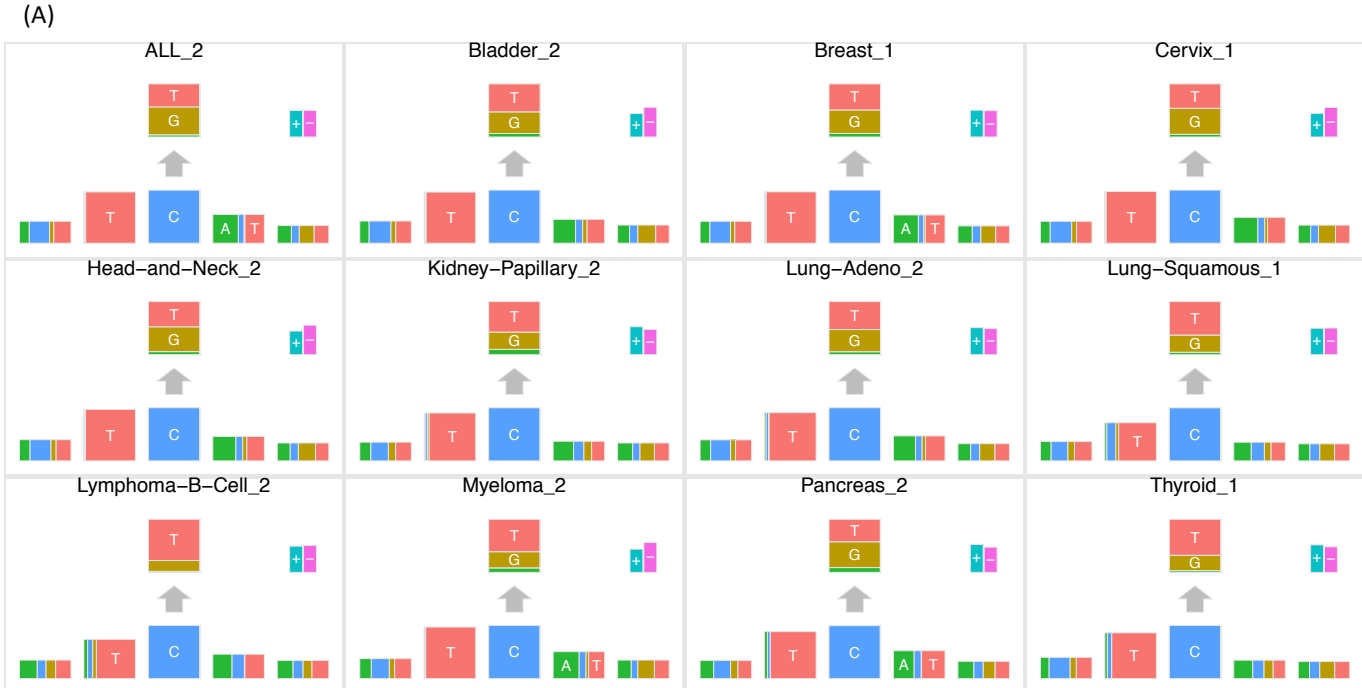 (A)
ALL_2 Bladder_2 Breast_1 Cervix_1
T T T T
G + − G + − G + − G + −
T C A T T C T C A T T C
Head−and−Neck_2 Kidney−Papillary_2 Lung−Adeno_2 Lung−Squamous_1
T T T T
G + − G + − G + − G + −
T C T C T C T C
Lymphoma−B−Cell_2 Myeloma_2 Pancreas_2 Thyroid_1
T T T T
+ − G + − G + − G + −
T C T C A T T C A T T C